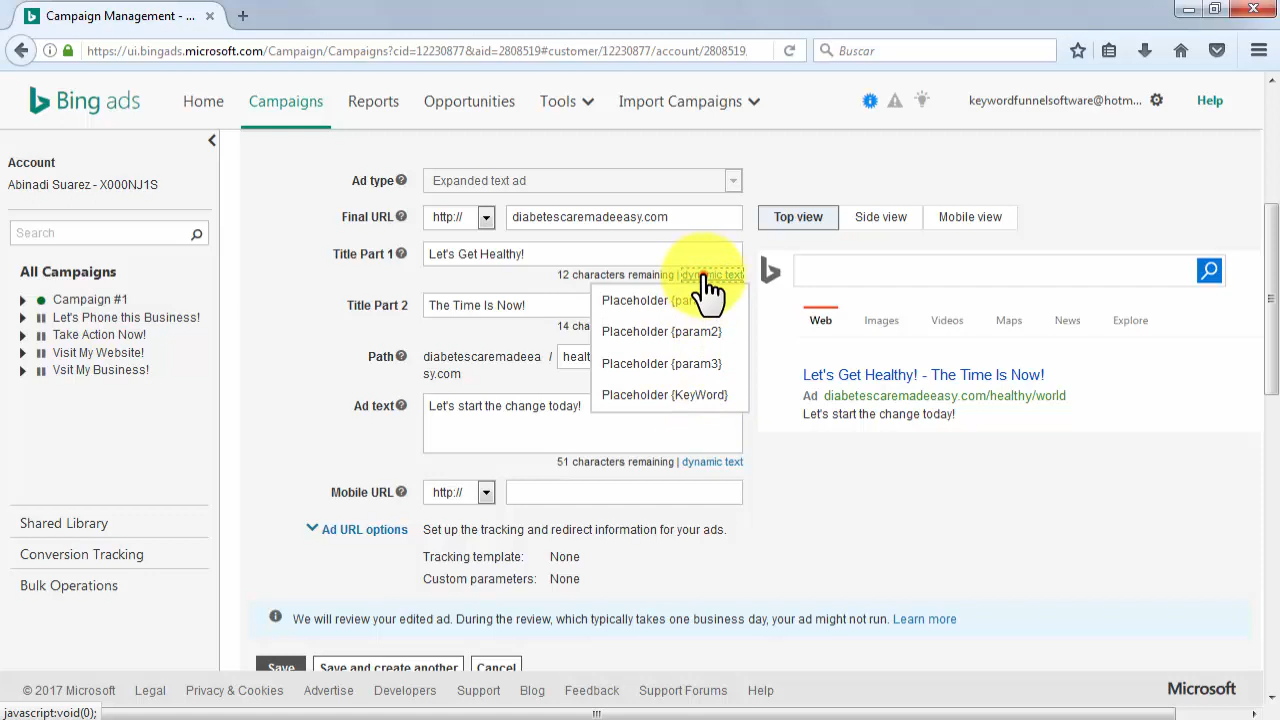 Campaign Management - ...
https://ui.bingads.microsoft.com/Campaign/Campaigns?cid=12230877&aid=2808519#customer/12230877/account/2808519.
Buscar
Bing ads
Home
Campaigns
Reports
Opportunities
Tools
Import Campaigns
keywordfunnelsoftware@hotm...
Help
Account
Abinadi Suarez - X000NJ1S
Search
All Campaigns
Campaign #1
Let's Phone this Business!
Take Action Now!
Visit My Website!
Vsit My Business!
Shared Library
Conversion Tracking
Bulk Operations
Ad type
Expanded text ad
Final URL
http://
diabetescaremadeeasy.com
Title Part 1
Let's Get Healthy!
12 characters remaining | dynamic text
Placeholder
Placeholder {param2}
Placeholder {param3}
Placeholder {KeyWord}
Title Part 2
The Time Is Now!
14
Path
diabetescaremadeea /
sy.com
Ad text
Let's start the change today!
51 characters remaining | dynamic text
Mobile URL
http://
Ad URL options
Set up the tracking and redirect information for your ads.
Tracking template: None
Custom parameters: None
Top view
Side view
Mobile view
Web
Images
Videos
Maps
News
Explore
Let's Get Healthy! - The Time Is Now!
Ad diabetescaremadeeasy.com/healthy/world
Let's start the change today!
We will review your edited ad. During the review, which typically takes one business day, your ad might not run. Learn more
Save
Save and create another
Cancel
© 2017 Microsoft
Legal
Privacy & Cookies
Advertise
Developers
Support
Blog
Feedback
Support Forums
Help
Microsoft
javascript:void(0);